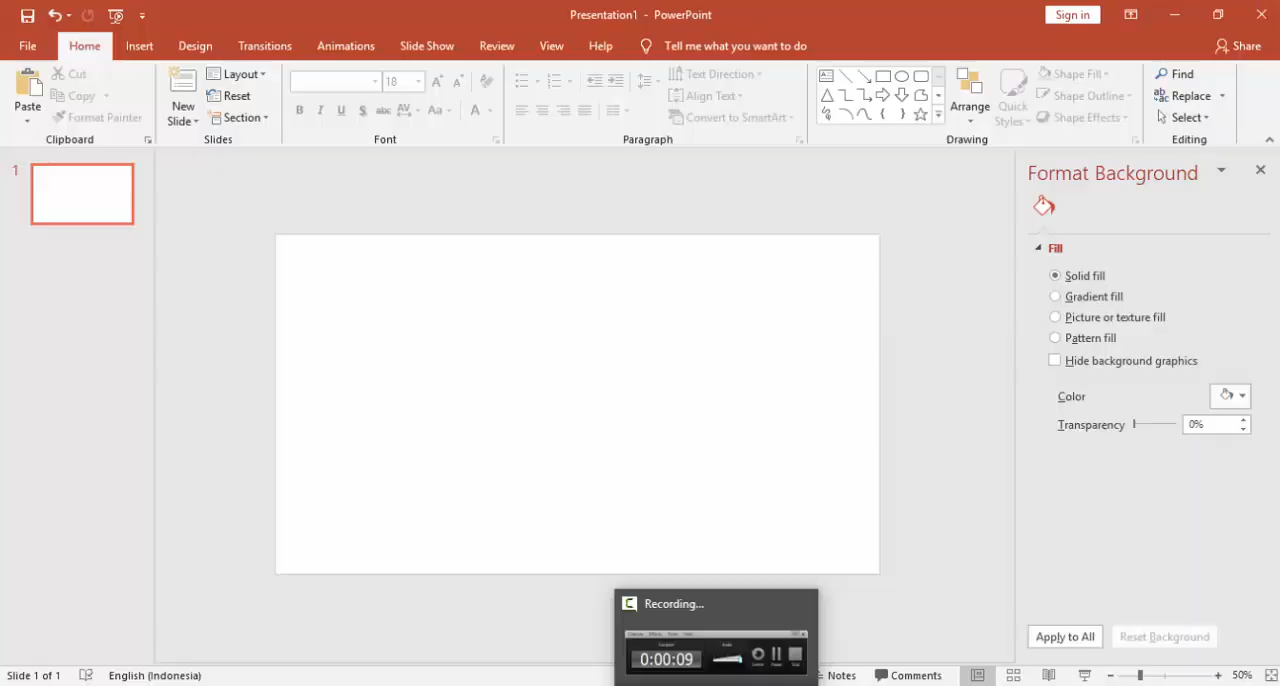 Presentation1 - PowerPoint
Sign in
File Home Insert Design Transitions Animations Slide Show Review View Help Tell me what you want to do
Share
Paste
Cut
Copy
Format Painter
Clipboard
New Slide
Layout
Reset
Section
Slides
18
Font
Text Direction
Align Text
Convert to SmartArt
Paragraph
Arrange
Quick Styles
Shape Fill
Shape Outline
Shape Effects
Drawing
Find
Replace
Select
Editing
1
Format Background
Fill
Solid fill
Gradient fill
Picture or texture fill
Pattern fill
Hide background graphics
Color
Transparency 0%
Apply to All Reset Background
Recording...
0:00:09
Slide 1 of 1 English (Indonesia) Notes Comments 50%